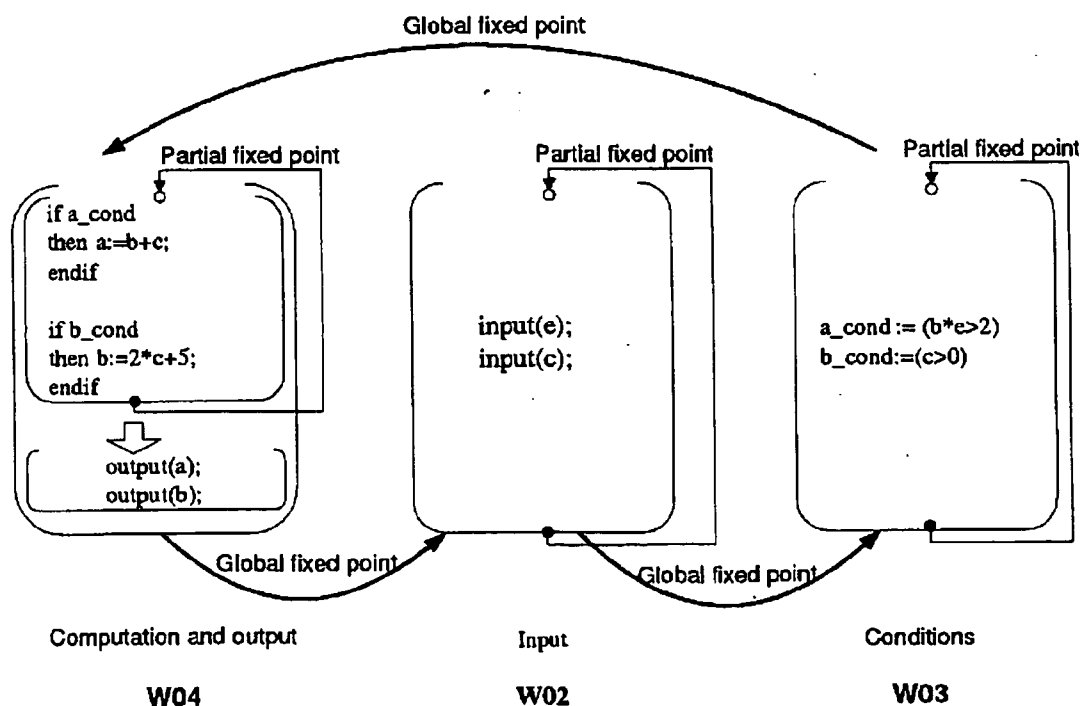 Global fixed point
Partial fixed point
Partial fixed point
Partial fixed point
if a_cond
then a:=b+c;
endif
if b_cond
then b:=2*c+5;
endif
output(a);
output(b);
input(e);
input(c);
a_cond := (b*e>2)
b_cond:=(c>0)
Global fixed point
Global fixed point
Computation and output
Input
Conditions
W04
W02
W03